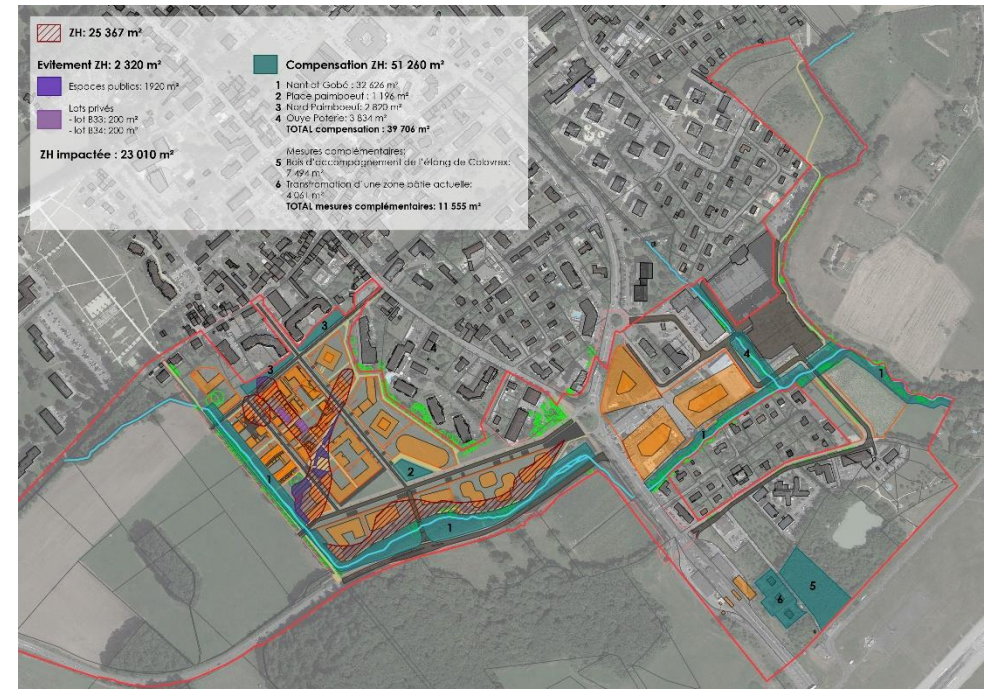 ZH: 25 367 m²
Evitement ZH: 2 320 m²
Espaces publics: 1920 m²
Lots privés
- lot B33: 200 m²
- lot B34: 200 m²
ZH impactée : 23 010 m²
Compensation ZH: 51 260 m²
1 Nant et Gobé : 32 626 m²
2 Place paimboeuf : 1 196 m²
3 Nord Paimboeuf: 2 820 m²
4 Ouye Poterie: 3 834 m²
TOTAL compensation : 39 706 m²
Mesures complémentaires:
5 Bois d'accompagnement de l'étang de Colovrex:
7 494 m²
6 Transfromation d'une zone bâtie actuelle:
4 061 m²
TOTAL mesures complémentaires: 11 555 m²
3
4
3
1
1
2
1
1
5
6